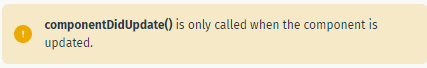 componentDidUpdate() is only called when the component is
updated.